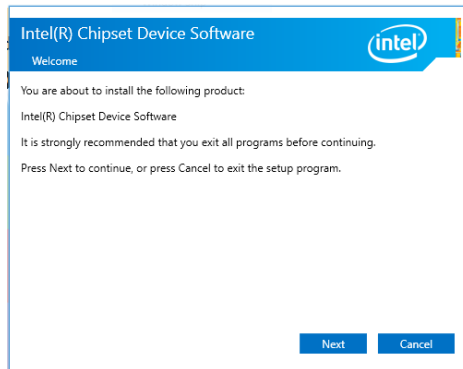 Intel(R) Chipset Device Software
Welcome
intel
You are about to install the following product:
Intel(R) Chipset Device Software
It is strongly recommended that you exit all programs before continuing.
Press Next to continue, or press Cancel to exit the setup program.
Next
Cancel